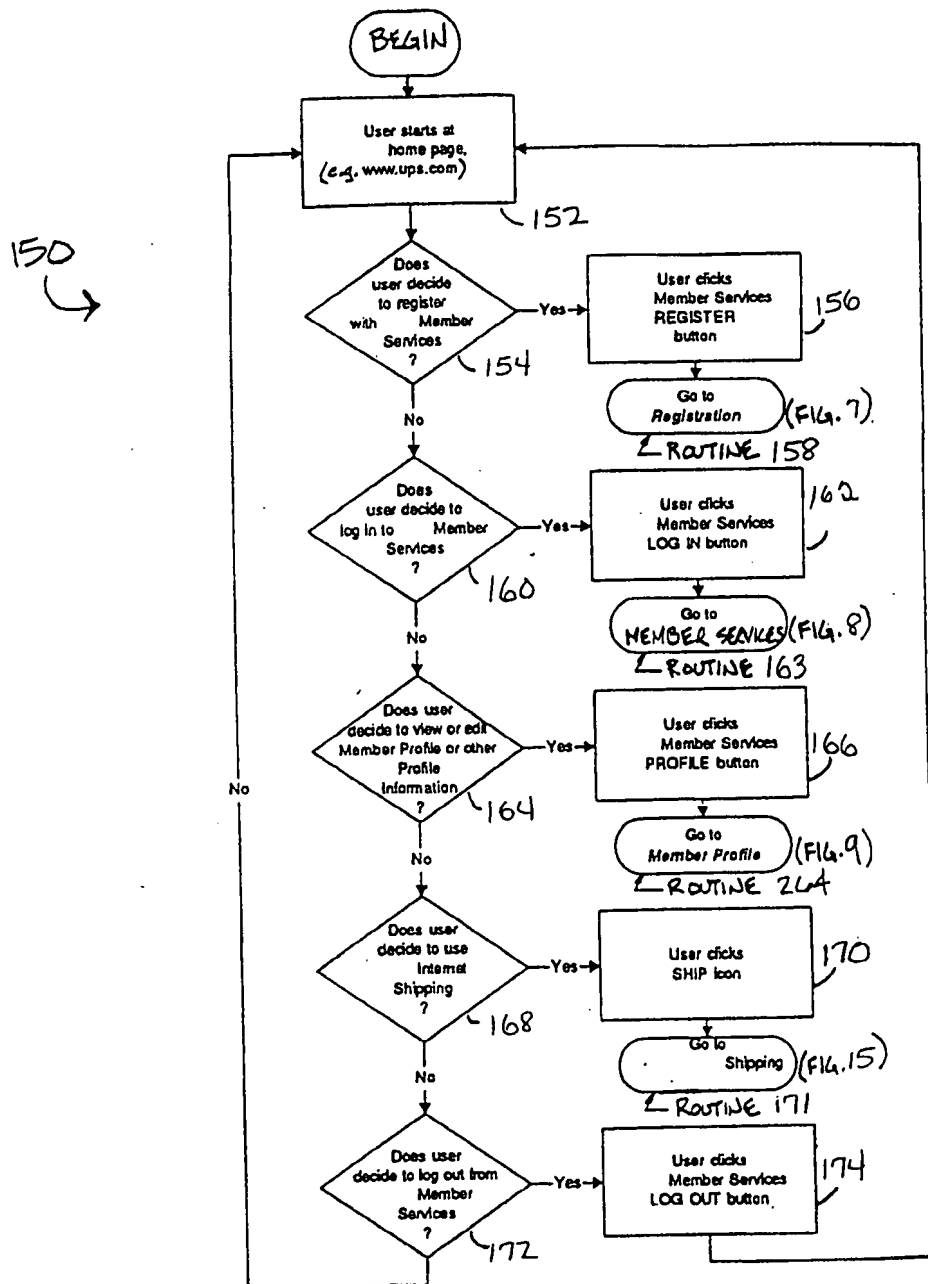 BEGIN
User starts at
home page,
(e.g. www.ups.com)
152
150
Does
user decide
to register
with Member
Services
?
154
Yes
User clicks
Member Services
REGISTER
button
156
Go to
Registration
(FIG. 7)
ROUTINE 158
No
Does
user decide to
log in to Member
Services
?
160
Yes
User clicks
Member Services
LOG IN button
162
Go to
MEMBER SERVICES
(FIG. 8)
ROUTINE 163
No
Does user
decide to view or edit
Member Profile or other
Profile
Information
?
164
Yes
User clicks
Member Services
PROFILE button
166
Go to
Member Profile
(FIG. 9)
ROUTINE 264
No
No
Does user
decide to use
Internet
Shipping
?
168
Yes
User clicks
SHIP icon
170
Go to
Shipping
(FIG. 15)
ROUTINE 171
No
Does user
decide to log out from
Member
Services
?
172
Yes
User clicks
Member Services
LOG OUT button
174